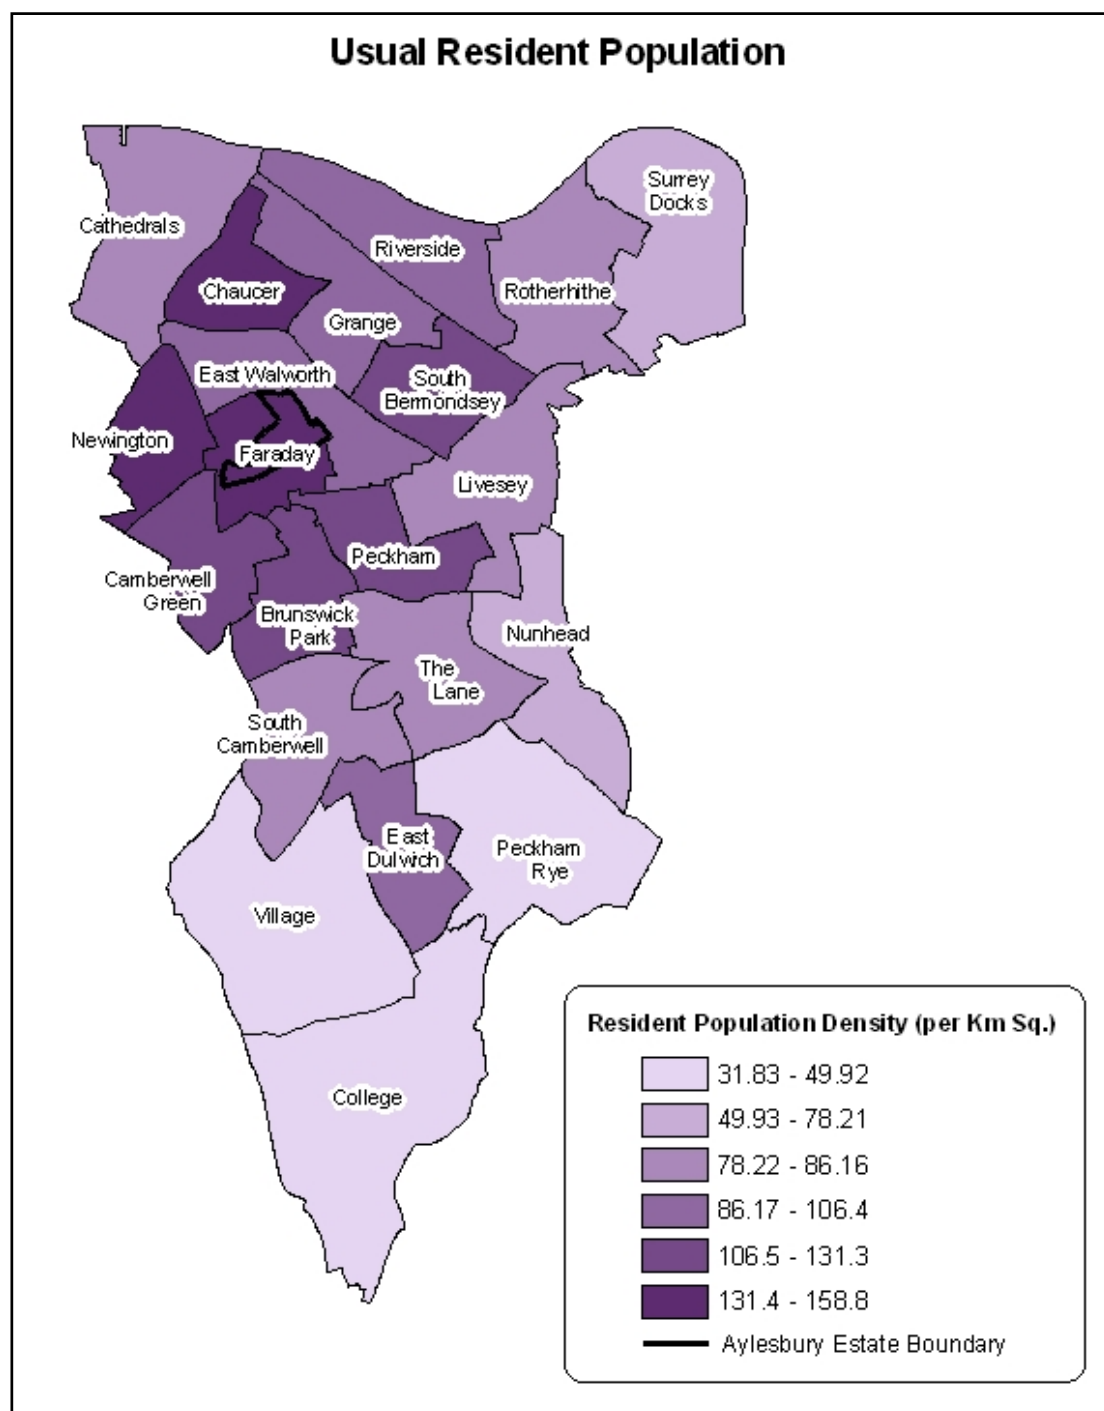 Usual Resident Population
Surrey
Docks
Cathedrals
Riverside
Chaucer
Rotherhithe
Grange
East Walworth
South
Bermondsey
Newington
Faraday
Livesey
Peckham
Camberwell
Green
Brunswick
Park
Nunhead
The
Lane
South
Camberwell
East
Dulwich
Peckham
Rye
Village
College
Resident Population Density (per Km Sq.)
31.83 - 49.92
49.93 - 78.21
78.22 - 86.16
86.17 - 106.4
106.5 - 131.3
131.4 - 158.8
Aylesbury Estate Boundary